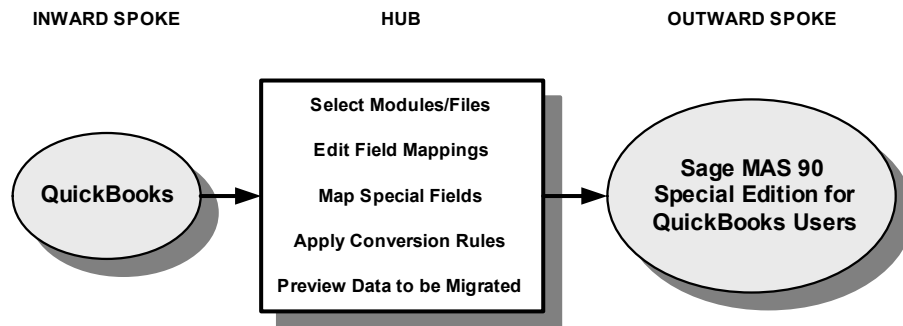 INWARD SPOKE
HUB
OUTWARD SPOKE
QuickBooks
Select Modules/Files
Edit Field Mappings
Map Special Fields
Apply Conversion Rules
Preview Data to be Migrated
Sage MAS 90
Special Edition for
QuickBooks Users